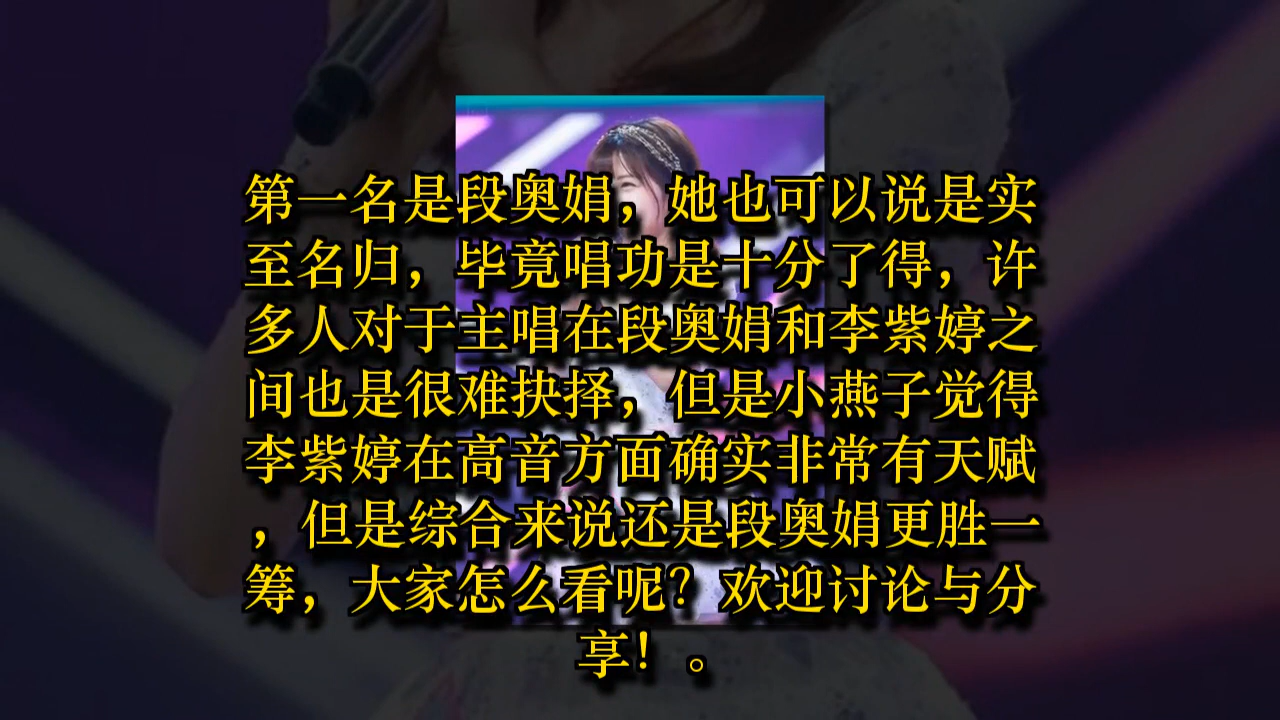 第一名是段奥娟，她也可以说是实
至名归，毕竟唱功是十分了得，许
多人对于主唱在段奥娟和李紫婷之
间也是很难抉择，但是小燕子觉得
李紫婷在高音方面确实非常有天赋
，但是综合来说还是段奥娟更胜一
筹，大家怎么看呢？欢迎讨论与分
享！。